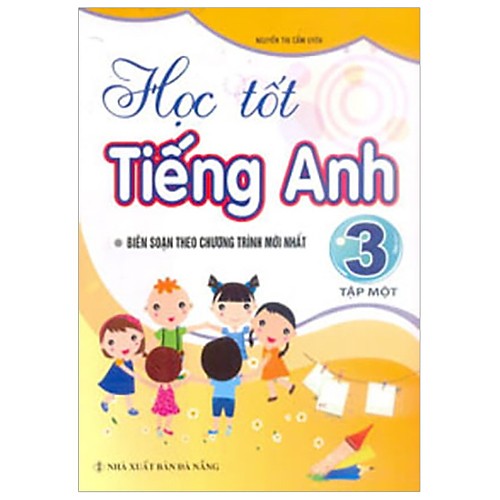 NGUYỄN THỊ CẨM UYÊN
Học tốt
Tiếng Anh
BIÊN SOẠN THEO CHƯƠNG TRÌNH MỚI NHẤT
3
TẬP MỘT
NHÀ XUẤT BẢN ĐÀ NẴNG